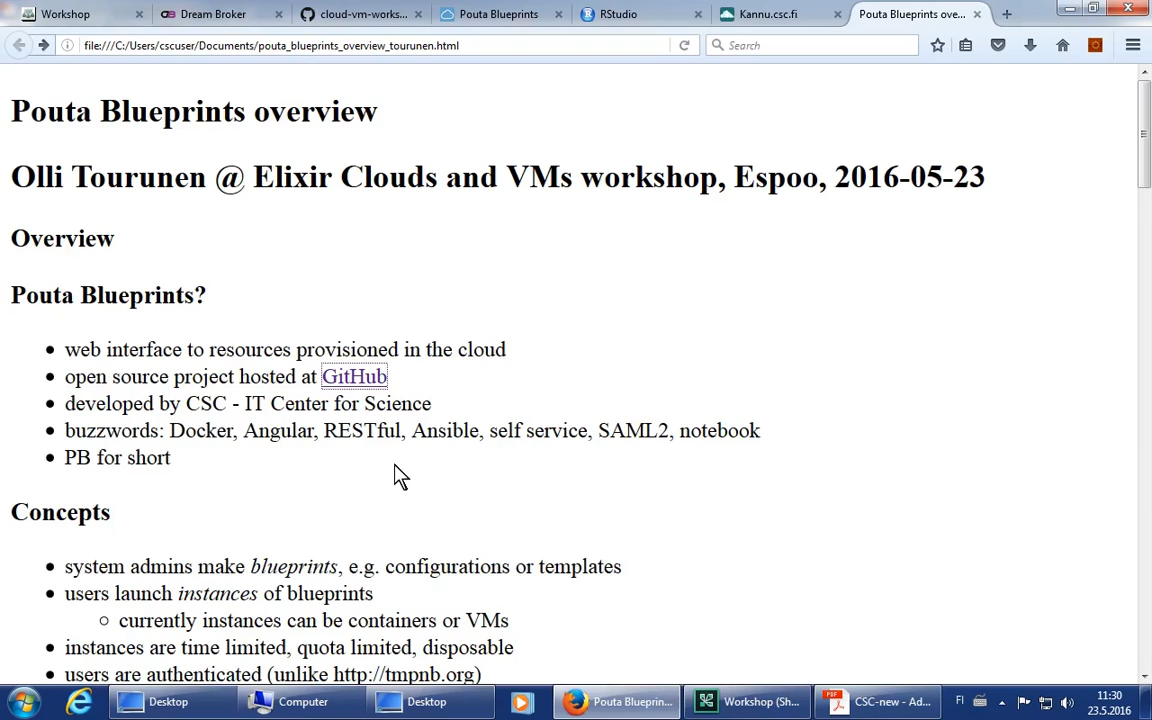 Workshop
Dream Broker
cloud-vm-works...
Pouta Blueprints
RStudio
Kannu.csc.fi
Pouta Blueprints ove...
file:///C:/Users/cscuser/Documents/pouta_blueprints_overview_tourunen.html
Search
Pouta Blueprints overview
Olli Tourunen @ Elixir Clouds and VMs workshop, Espoo, 2016-05-23
Overview
Pouta Blueprints?
• web interface to resources provisioned in the cloud
• open source project hosted at GitHub
• developed by CSC - IT Center for Science
• buzzwords: Docker, Angular, RESTful, Ansible, self service, SAML2, notebook
• PB for short
Concepts
• system admins make blueprints, e.g. configurations or templates
• users launch instances of blueprints
◦ currently instances can be containers or VMs
• instances are time limited, quota limited, disposable
• users are authenticated (unlike http://tmpnb.org)
Desktop
Computer
Desktop
Pouta Blueprin...
Workshop (Sh...
CSC-new - Ad...
FI
11:30
23.5.2016